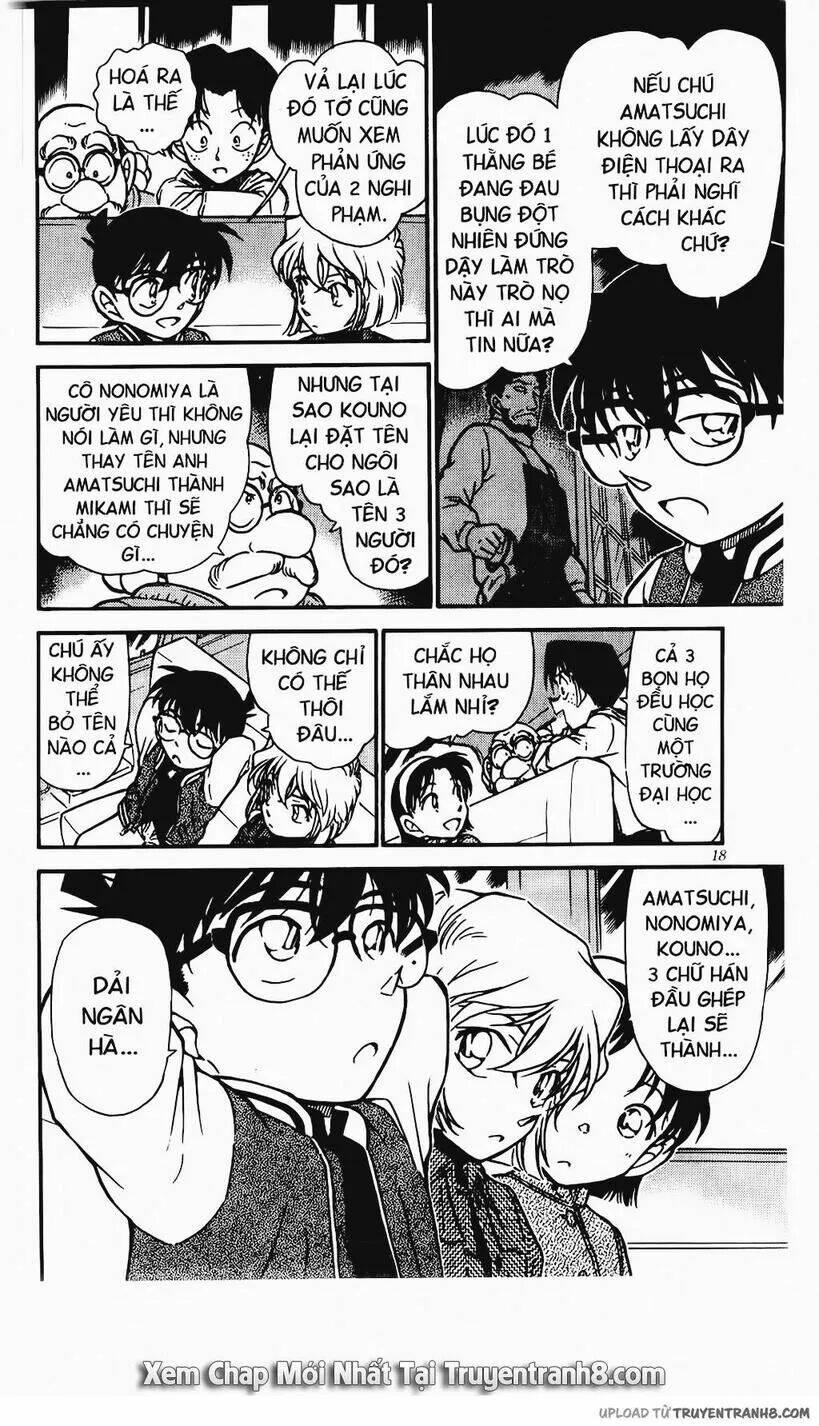 NẾU CHÚ
AMATSUCHI
KHÔNG LẤY DÂY
ĐIỆN THOẠI RA
THÌ PHẢI NGHĨ
CÁCH KHÁC
CHỨ?
LÚC ĐÓ 1
THẰNG BÉ
ĐANG ĐAU
BỤNG ĐỘT
NHIÊN ĐỨNG
DẬY LÀM TRÒ
NÀY TRÒ NỌ
THÌ AI MÀ
TIN NỮA?
VẢ LẠI LÚC
ĐÓ TỚ CŨNG
MUỐN XEM
PHẢN ỨNG
CỦA 2 NGHI
PHẠM.
HOÁ RA
LÀ THẾ
...
NHƯNG TẠI
SAO KOUNO
LẠI ĐẶT TÊN
CHO NGÔI
SAO LÀ
TÊN 3
NGƯỜI
ĐÓ?
CÔ NONOMIYA LÀ
NGƯỜI YÊU THÌ KHÔNG
NÓI LÀM GÌ, NHƯNG
THAY TÊN ANH
AMATSUCHI THÀNH
MIKAMI THÌ SẼ
CHẲNG CÓ CHUYỆN
GÌ...
CẢ 3
BỌN HỌ
ĐỀU HỌC
CÙNG
MỘT
TRƯỜNG
ĐẠI HỌC
...
CHẮC HỌ
THÂN NHAU
LẮM NHỈ?
KHÔNG CHỈ
CÓ THẾ
THÔI
ĐÂU...
CHÚ ẤY
KHÔNG
THỂ
BỎ TÊN
NÀO CẢ
...
18
AMATSUCHI,
NONOMIYA,
KOUNO...
3 CHỮ HÁN
ĐẦU GHÉP
LẠI SẼ
THÀNH...
DẢI
NGÂN
HÀ...
Xem Chap Mới Nhất Tại Truyentranh8.com
UPLOAD TỪ TRUYENTRANH8.COM